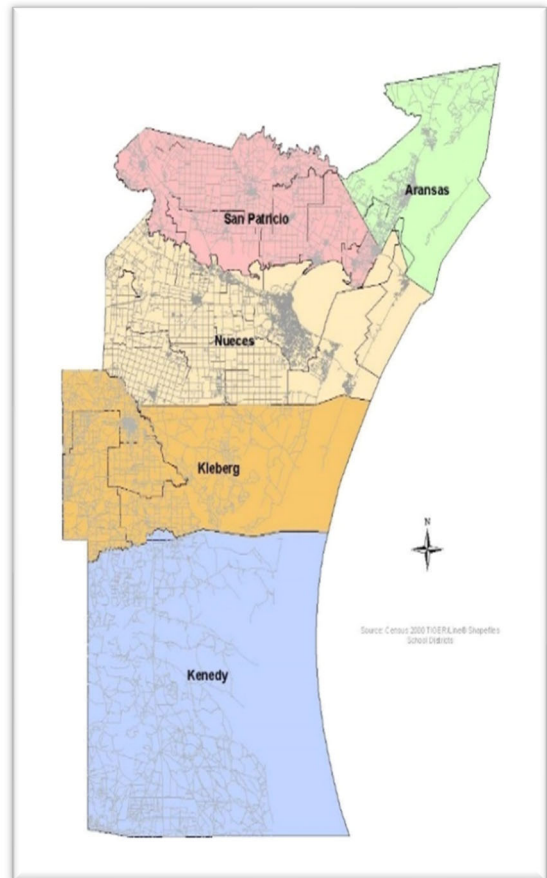 Aransas
San Patricio
Nueces
Kleberg
N
Source: Census 2000 TIGER/Line® Shapefiles
School Districts
Kenedy